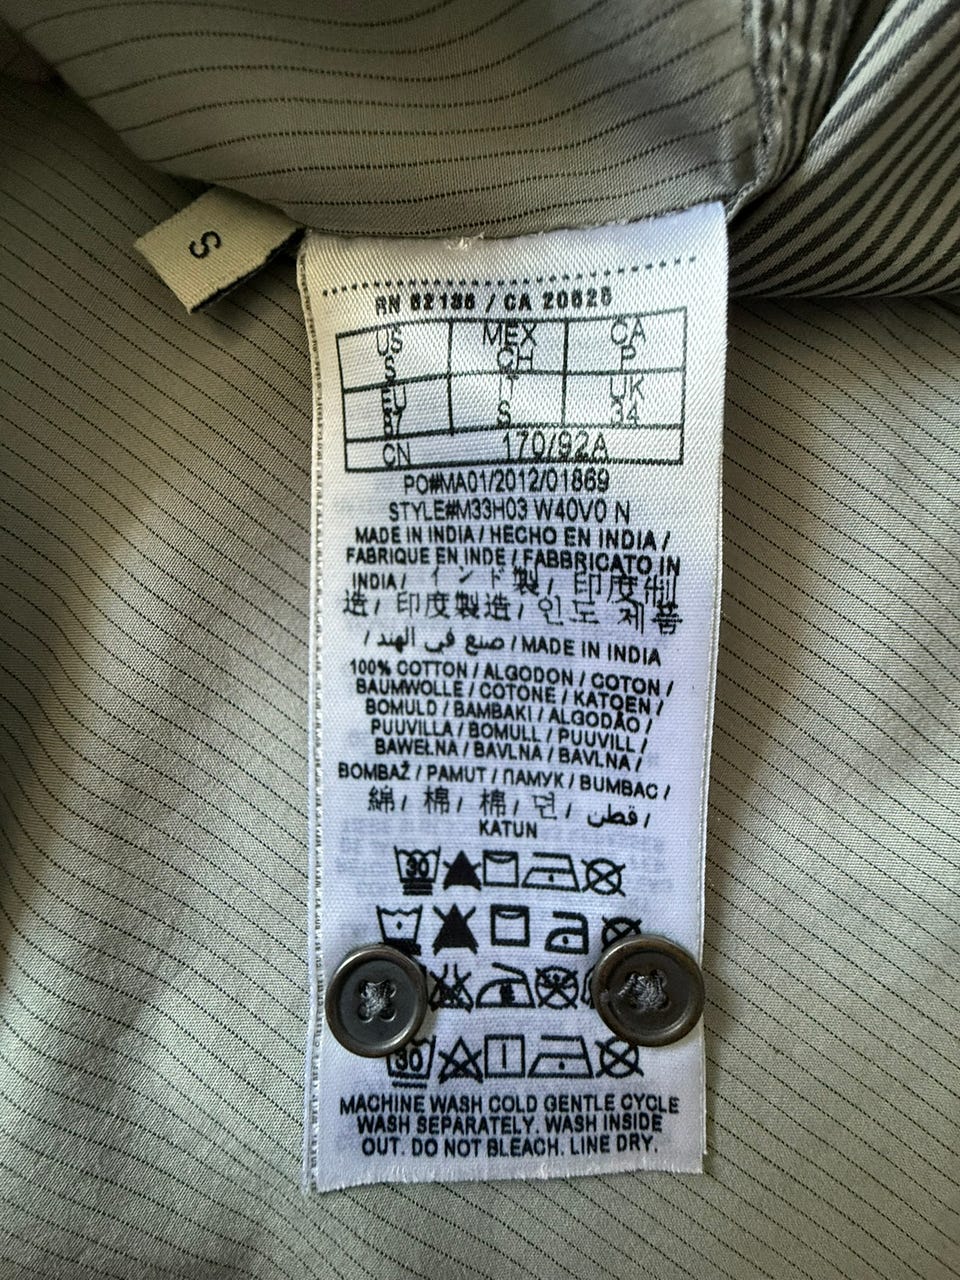 S
RN 62136 / CA 20626
US MEX CA
S CH P
EU IT UK
S 34
CN 170/92A
PO#MA01/2012/01869
STYLE#M33H03 W40V0 N
MADE IN INDIA / HECHO EN INDIA /
FABRIQUE EN INDE / FABBRICATO IN
INDIA / インド製 / 印度制
造 / 印度製造 / 인도 제품
/ صنع في الهند / MADE IN INDIA
100% COTTON / ALGODON / COTON /
BAUMWOLLE / COTONE / KATOEN /
BOMULD / BAMBAKI / ALGODÃO /
PUUVILLA / BOMULL / PUUVILL /
BAWEŁNA / BAVLNA / BAVLNA /
BOMBAŽ / PAMUT / ПАМУК / BUMBAC /
綿 / 棉 / 棉 / 면 / قطن /
KATUN
30
30
MACHINE WASH COLD GENTLE CYCLE
WASH SEPARATELY. WASH INSIDE
OUT. DO NOT BLEACH. LINE DRY.